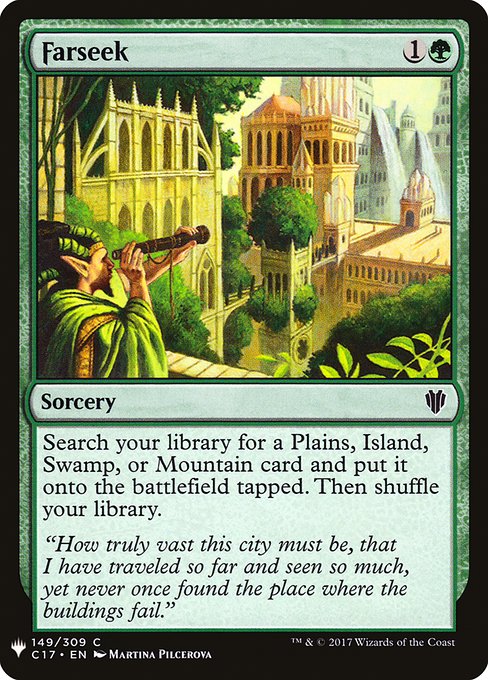 Farseek 1
Sorcery
Search your library for a Plains, Island,
Swamp, or Mountain card and put it
onto the battlefield tapped. Then shuffle
your library.
“How truly vast this city must be, that
I have traveled so far and seen so much,
yet never once found the place where the
buildings fail.”
149/309 C
C17 • EN Martina Pilcerova
™ & © 2017 Wizards of the Coast